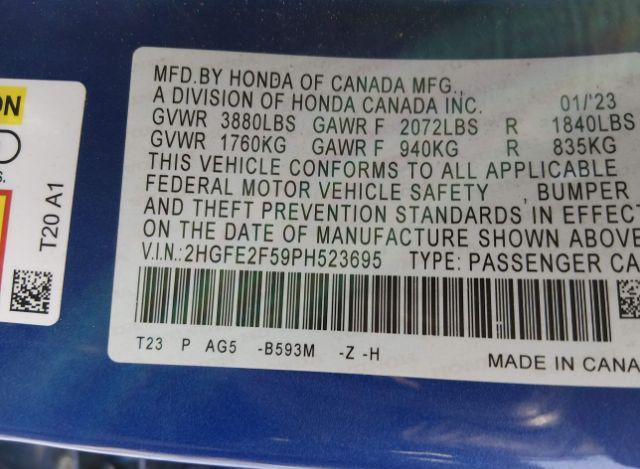 ON
S.
T20 A1
MFD.BY HONDA OF CANADA MFG.,
A DIVISION OF HONDA CANADA INC. 01/'23
GVWR 3880LBS GAWR F 2072LBS R 1840LBS
GVWR 1760KG GAWR F 940KG R 835KG
THIS VEHICLE CONFORMS TO ALL APPLICABLE
FEDERAL MOTOR VEHICLE SAFETY , BUMPER
AND THEFT PREVENTION STANDARDS IN EFFECT
ON THE DATE OF MANUFACTURE SHOWN ABOVE
V.I.N.:2HGFE2F59PH523695 TYPE: PASSENGER CA
T23 P AG5 -B593M -Z -H
MADE IN CANA